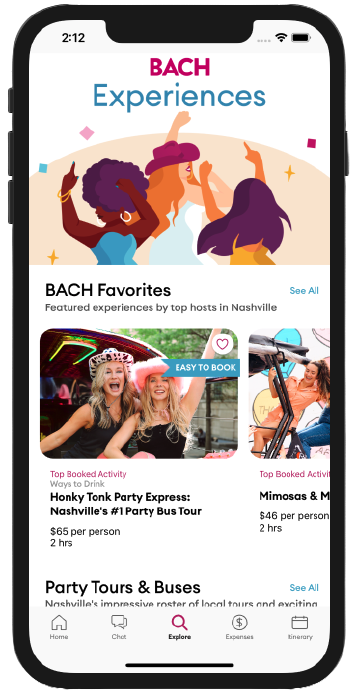 2:12
BACH
Experiences
BACH Favorites
See All
Featured experiences by top hosts in Nashville
EASY TO BOOK
Top Booked Activity
Ways to Drink
Honky Tonk Party Express:
Nashville's #1 Party Bus Tour
$65 per person
2 hrs
Top Booked Activit
Mimosas & M
$46 per person
2 hrs
Party Tours & Buses
See All
Nashville's impressive roster of local tours and exciting
Home
Chat
Explore
Expenses
Itinerary